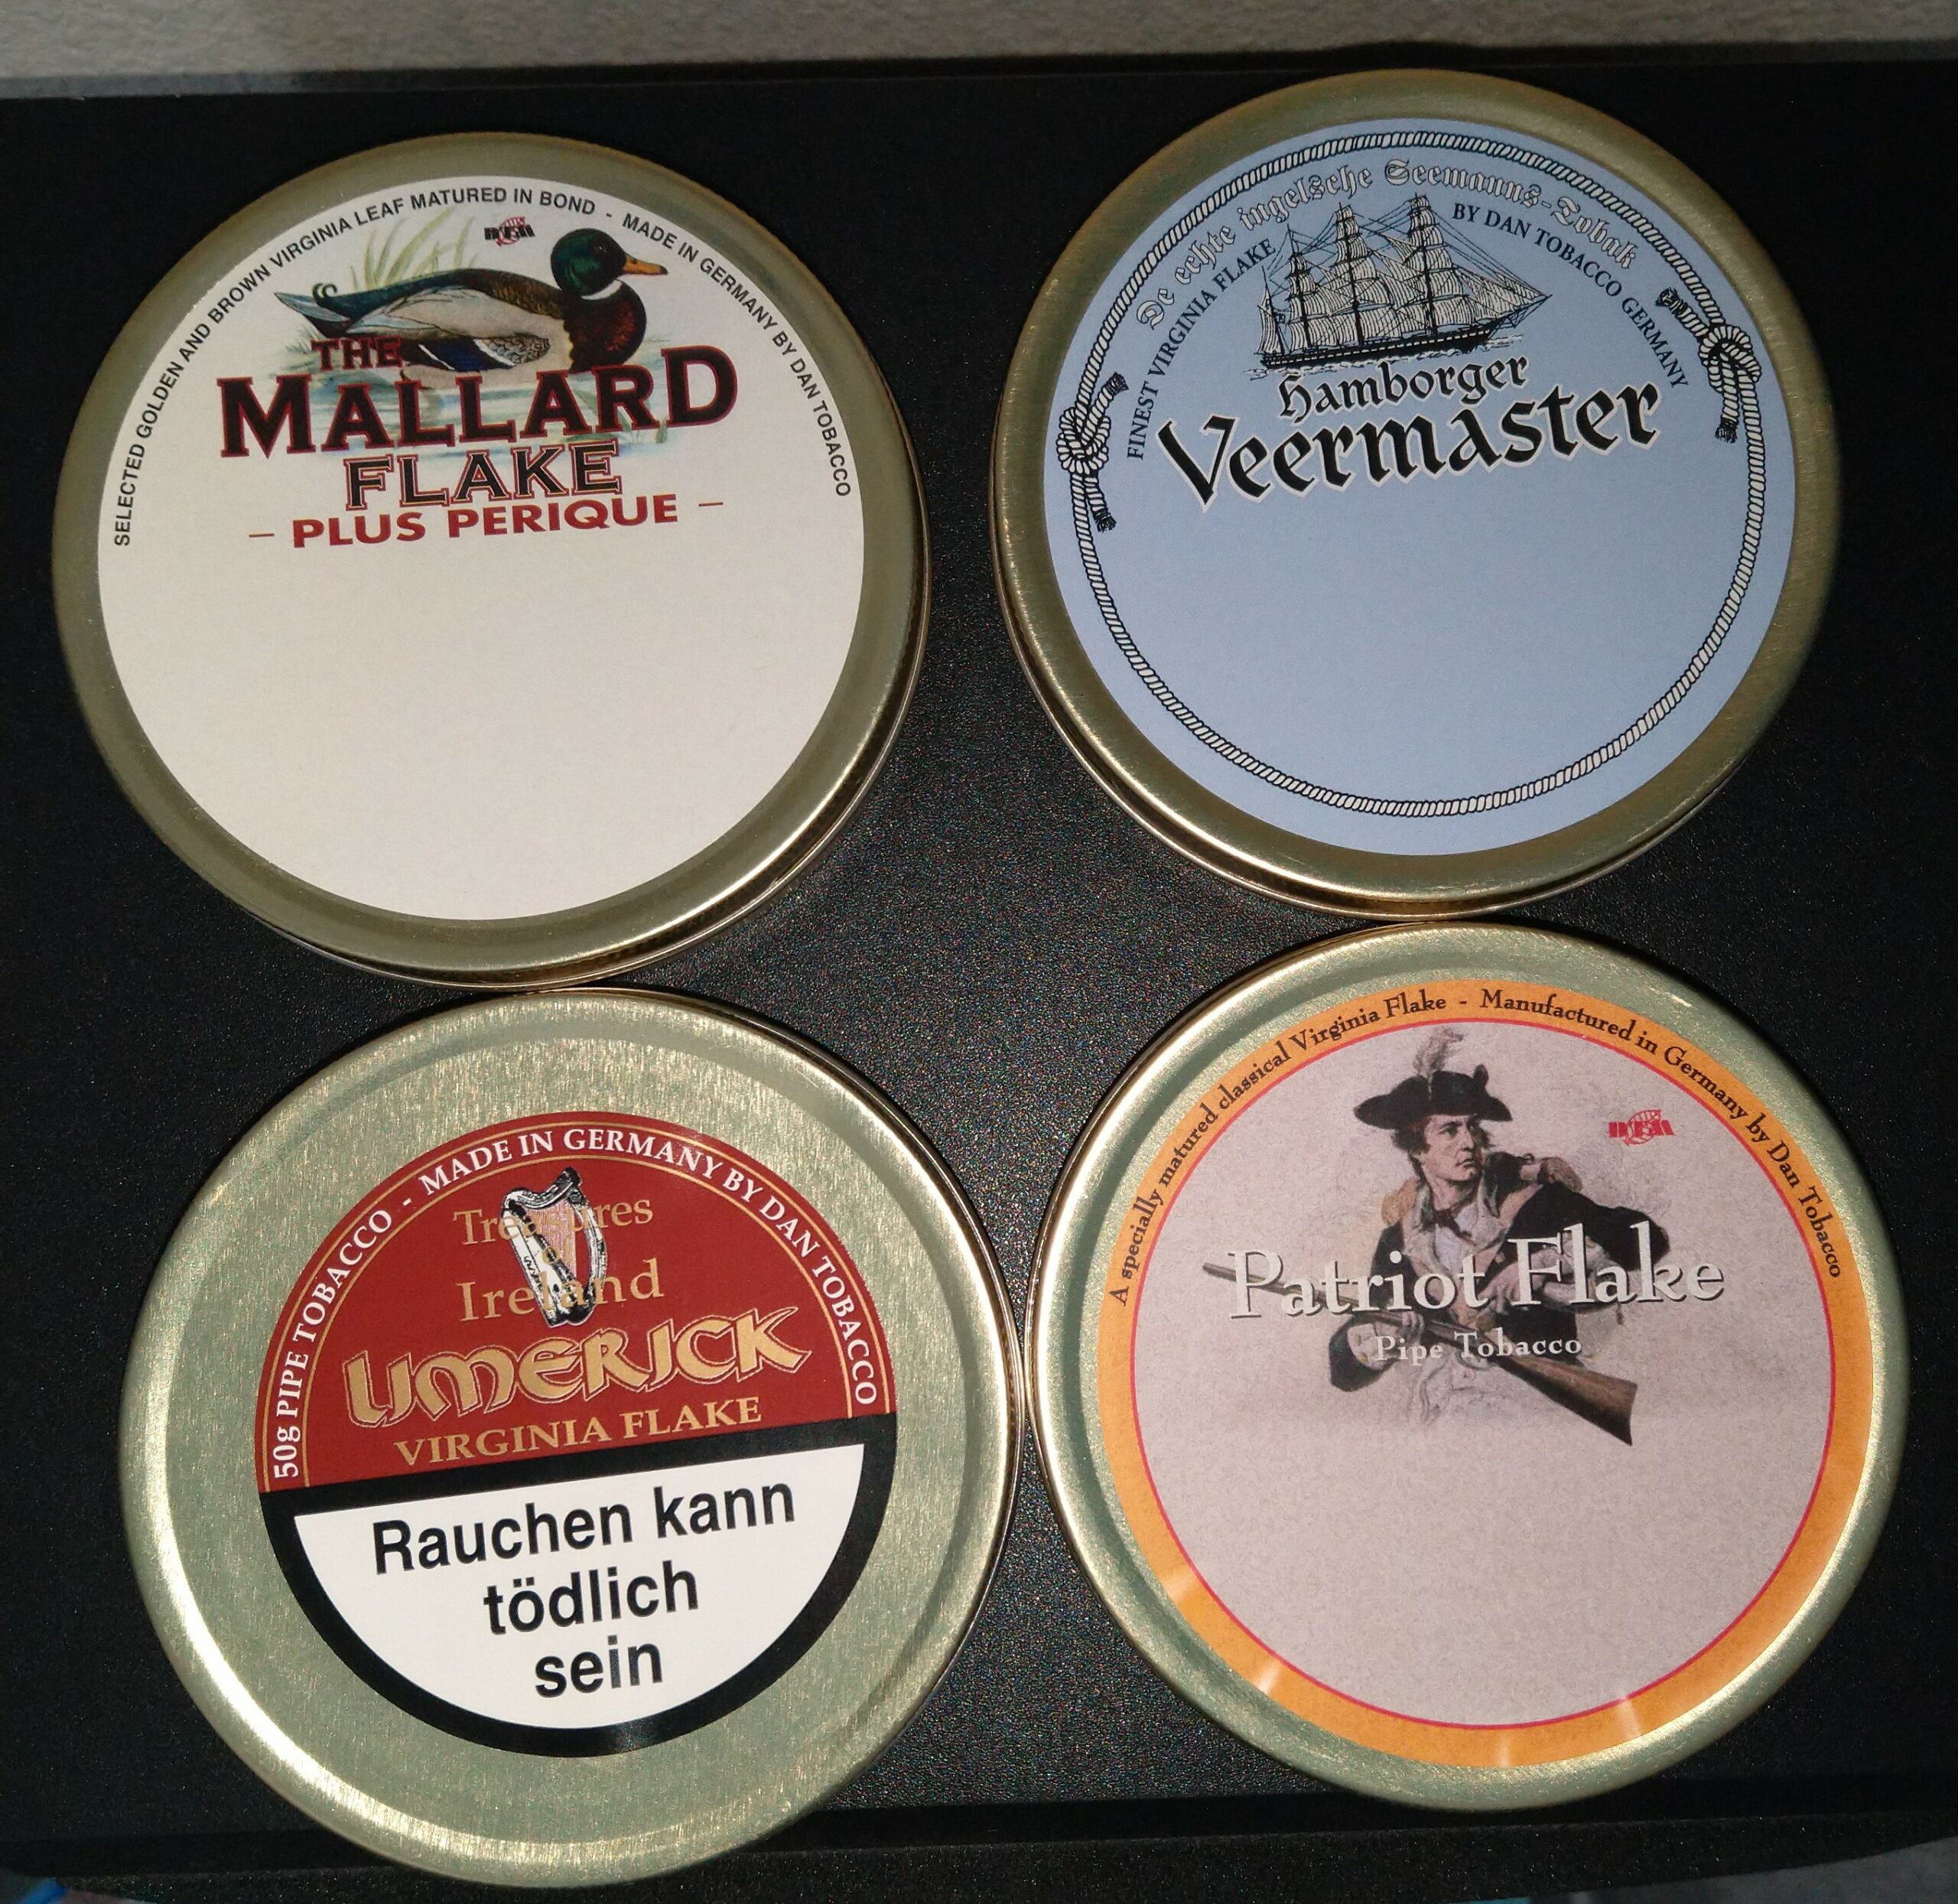 SELECTED GOLDEN AND BROWN VIRGINIA LEAF MATURED IN BOND - MADE IN GERMANY BY DAN TOBACCO
DTM
THE
MALLARD
FLAKE
- PLUS PERIQUE -
De echte ingelsche Seemanns-Tobak
FINEST VIRGINIA FLAKE
BY DAN TOBACCO GERMANY
Hamborger
Veermaster
50g PIPE TOBACCO - MADE IN GERMANY BY DAN TOBACCO
Treasures
of
Ireland
LIMERICK
VIRGINIA FLAKE
Rauchen kann
tödlich
sein
A specially matured classical Virginia Flake - Manufactured in Germany by Dan Tobacco
DTM
Patriot Flake
Pipe Tobacco